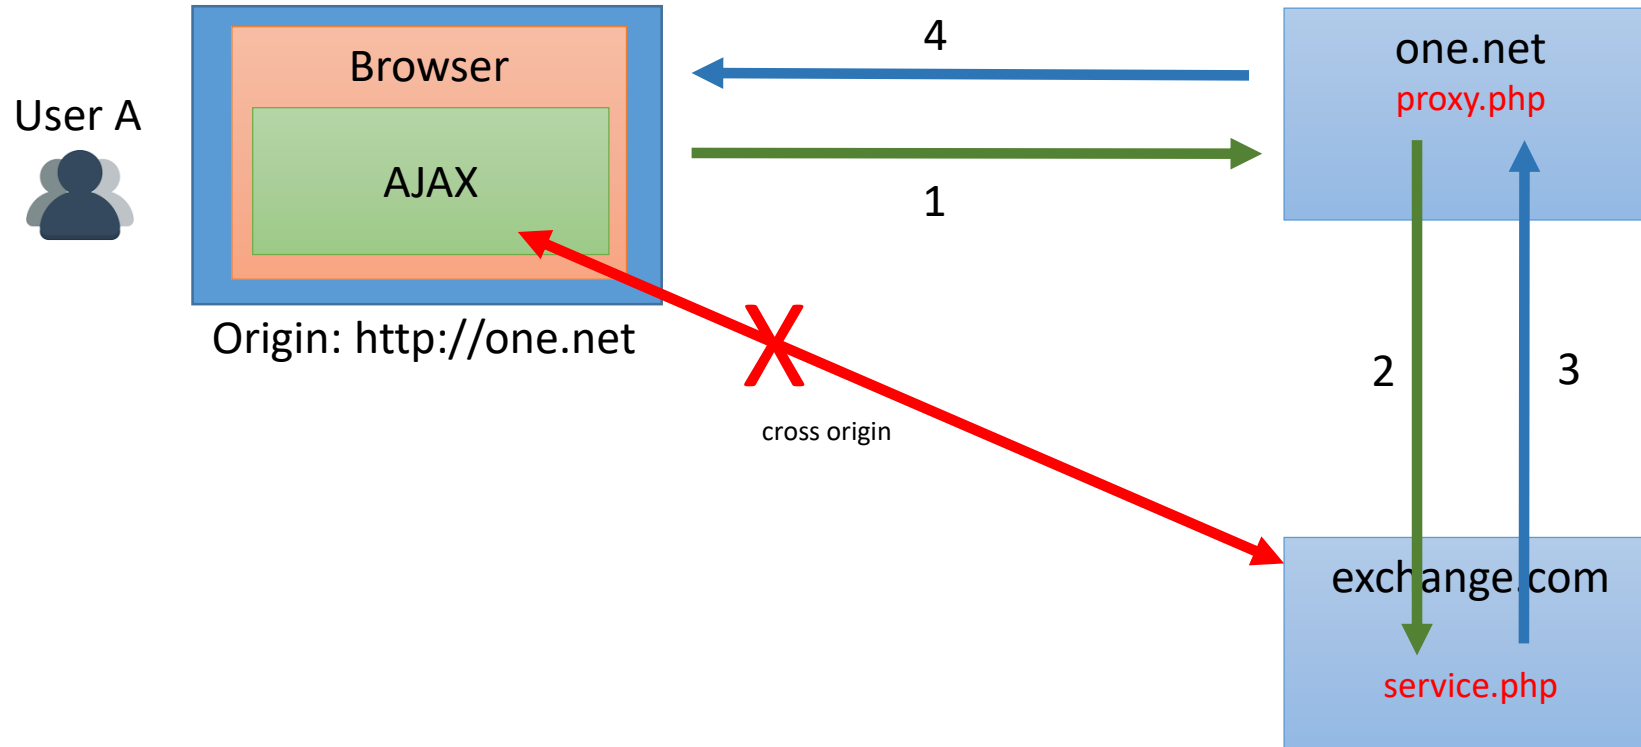 User A
Browser
AJAX
Origin: http://one.net
4
1
one.net
proxy.php
X
cross origin
2
3
exchange.com
service.php